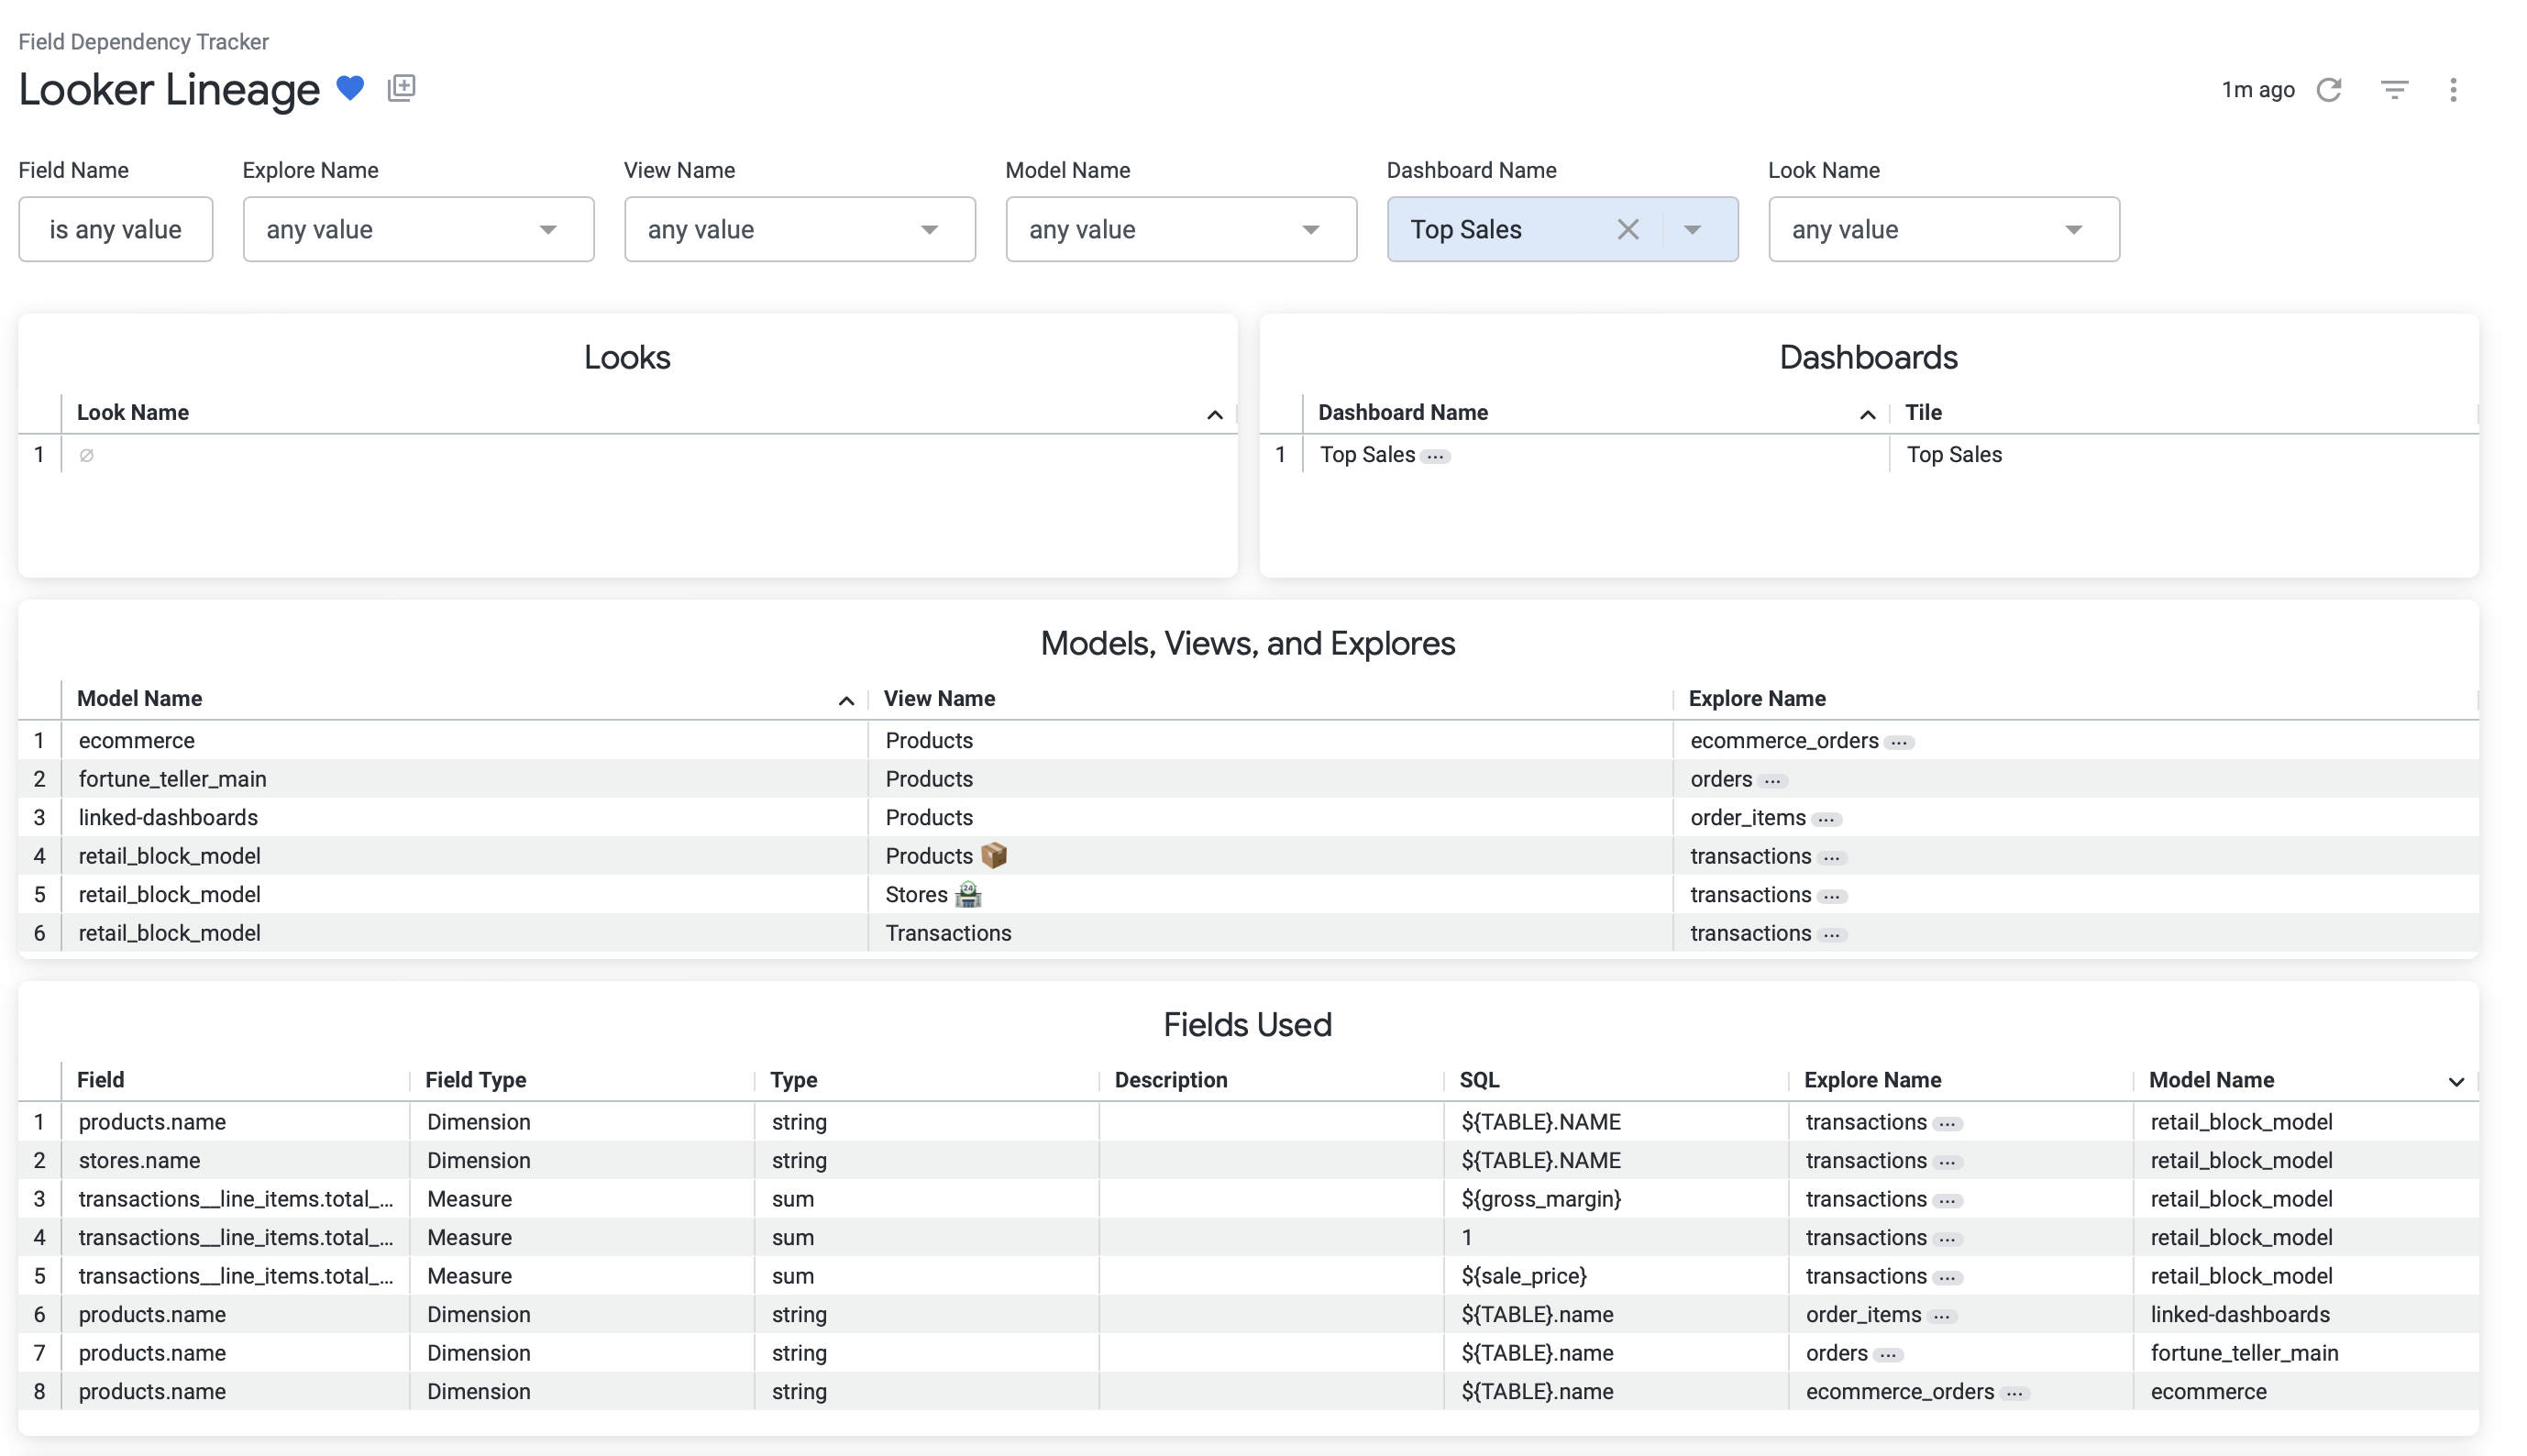 Field Dependency Tracker
Looker Lineage
1m ago
Field Name Explore Name View Name Model Name Dashboard Name Look Name
is any value any value any value any value Top Sales any value
Looks
Look Name
1 ∅
Dashboards
Dashboard Name Tile
1 Top Sales ... Top Sales
Models, Views, and Explores
Model Name View Name Explore Name
1 ecommerce Products ecommerce_orders ...
2 fortune_teller_main Products orders ...
3 linked-dashboards Products order_items ...
4 retail_block_model Products 📦 transactions ...
5 retail_block_model Stores 🏪 transactions ...
6 retail_block_model Transactions transactions ...
Fields Used
Field Field Type Type Description SQL Explore Name Model Name
1 products.name Dimension string ${TABLE}.NAME transactions ... retail_block_model
2 stores.name Dimension string ${TABLE}.NAME transactions ... retail_block_model
3 transactions__line_items.total_... Measure sum ${gross_margin} transactions ... retail_block_model
4 transactions__line_items.total_... Measure sum 1 transactions ... retail_block_model
5 transactions__line_items.total_... Measure sum ${sale_price} transactions ... retail_block_model
6 products.name Dimension string ${TABLE}.name order_items ... linked-dashboards
7 products.name Dimension string ${TABLE}.name orders ... fortune_teller_main
8 products.name Dimension string ${TABLE}.name ecommerce_orders ... ecommerce